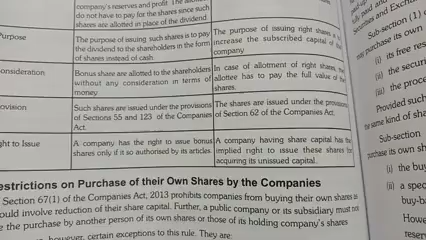 company's reserves and profit. The
do not have to pay for the shares since such
shares are allotted in place of the dividend
urpose
The purpose of issuing such shares is to pay
the dividend to the shareholders in the form
of shares instead of cash
The purpose of issuing right shares is to
increase the subscribed capital of the
company
onsideration
Bonus share are allotted to the shareholders
without any consideration in terms of
money
In case of allotment of right shares, the
allottee has to pay the full value of the
shares.
ovision
Such shares are issued under the provisions
of Sections 55 and 123 of the Companies
Act.
The shares are issued under the provisions
of Section 62 of the Companies Act.
ght to Issue
A company has the right to issue bonus
shares only if it so authorised by its articles.
A company having share capital has the
implied right to issue these shares for
acquiring its unissued capital.
estrictions on Purchase of their Own Shares by the Companies
Section 67(1) of the Companies Act, 2013 prohibits companies from buying their own shares as
ould involve reduction of their share capital. Further, a public company or its subsidiary must not
e the purchase by another person of its own shares or those of its holding company's shares
however, certain exceptions to this rule. They are:
fully paid and
Securities and Exchan
Sub-section (1)
purchase its own sh
(i) its free res
(ii) the securi
(iii) the proce
Provided such
he same kind of sha
Sub-section
purchase its own sh
(i) the buy
(ii) a spec
buy-b
Howe
reser